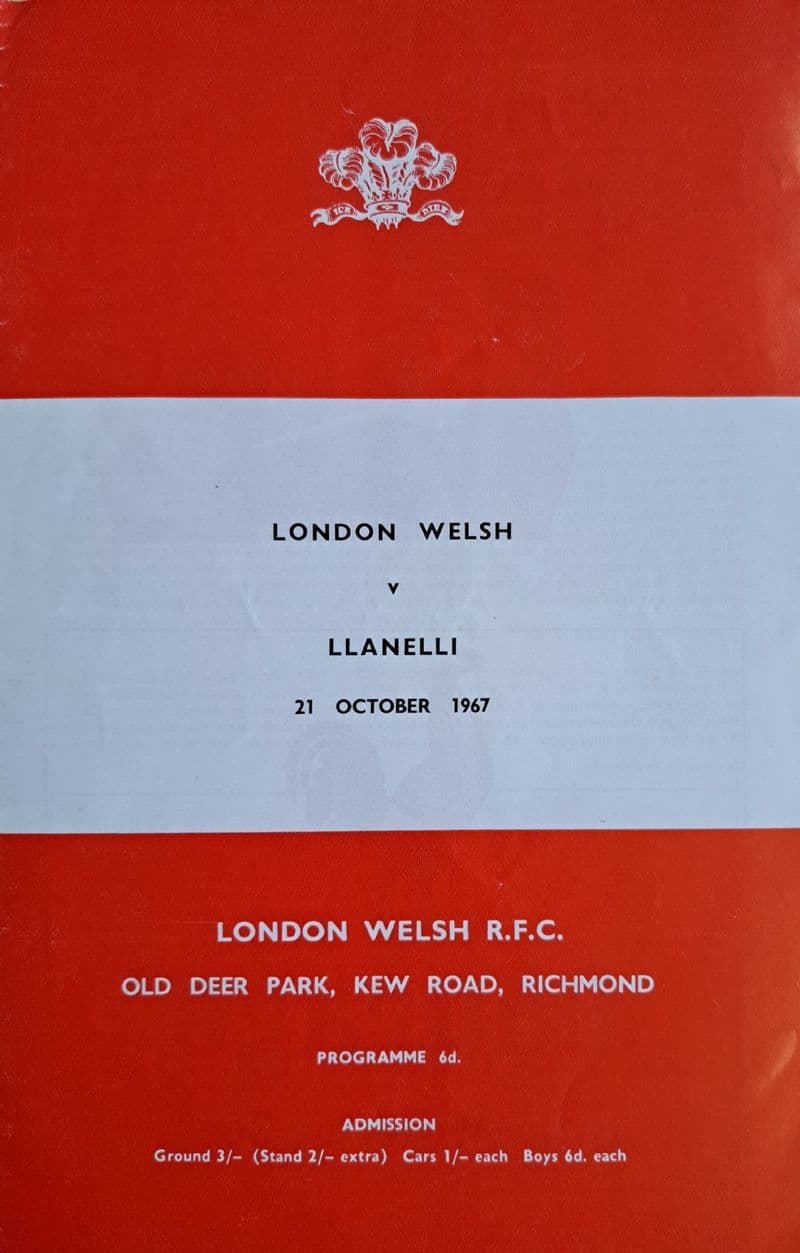 ICH DIEN
LONDON WELSH
v
LLANELLI
21 OCTOBER 1967
LONDON WELSH R.F.C.
OLD DEER PARK, KEW ROAD, RICHMOND
PROGRAMME 6d.
ADMISSION
Ground 3/– (Stand 2/– extra) Cars 1/– each Boys 6d. each